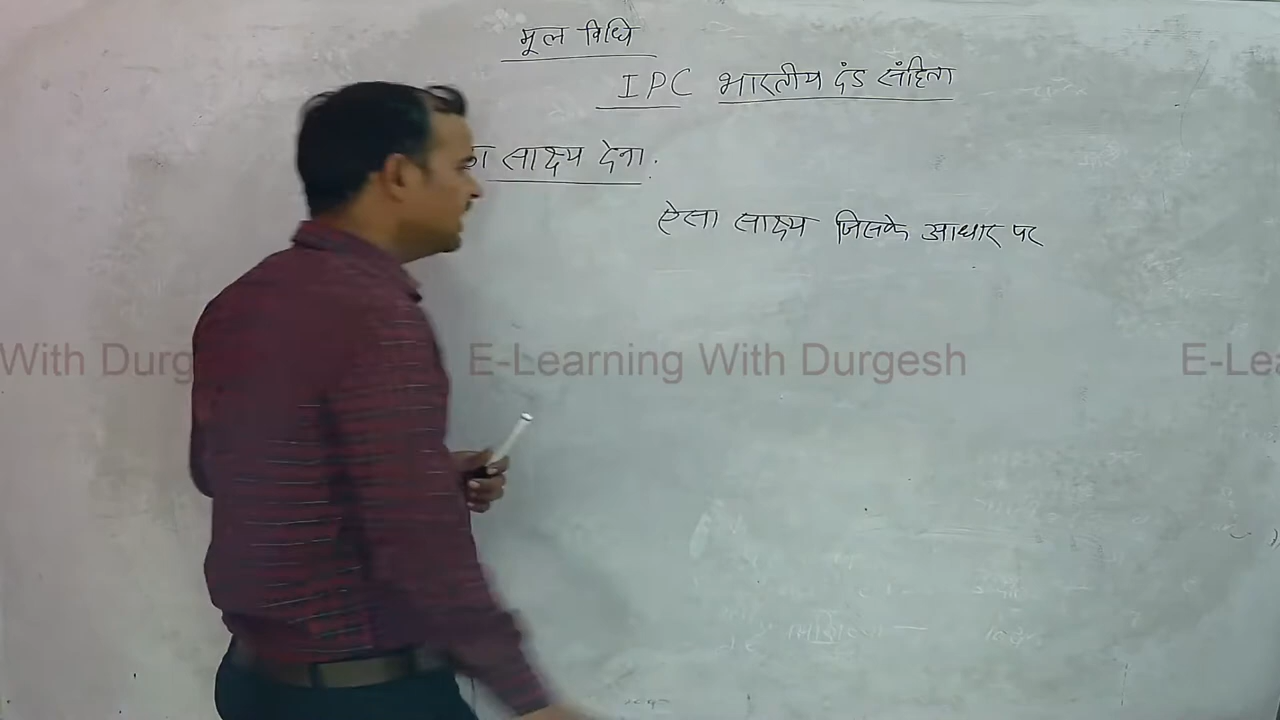 मूल विधि
IPC भारतीय दंड संहिता
साक्ष्य देना.
ऐसा साक्ष्य जिसके आधार पर
With Durg E-Learning With Durgesh E-Lea